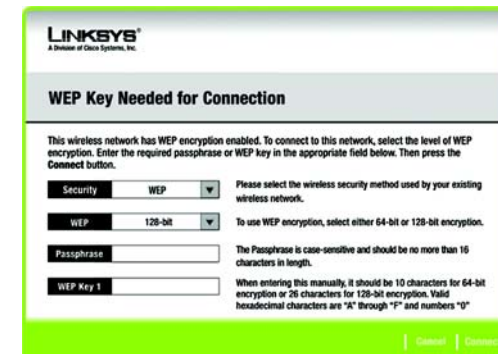 LINKSYS®
A Division of Cisco Systems, Inc.
WEP Key Needed for Connection
This wireless network has WEP encryption enabled. To connect to this network, select the level of WEP
encryption. Enter the required passphrase or WEP key in the appropriate field below. Then press the
Connect button.
Security WEP
Please select the wireless security method used by your existing
wireless network.
WEP 128-bit
To use WEP encryption, select either 64-bit or 128-bit encryption.
Passphrase
The Passphrase is case-sensitive and should be no more than 16
characters in length.
WEP Key 1
When entering this manually, it should be 10 characters for 64-bit
encryption or 26 characters for 128-bit encryption. Valid
hexadecimal characters are "A" through "F" and numbers "0"
Cancel Connect